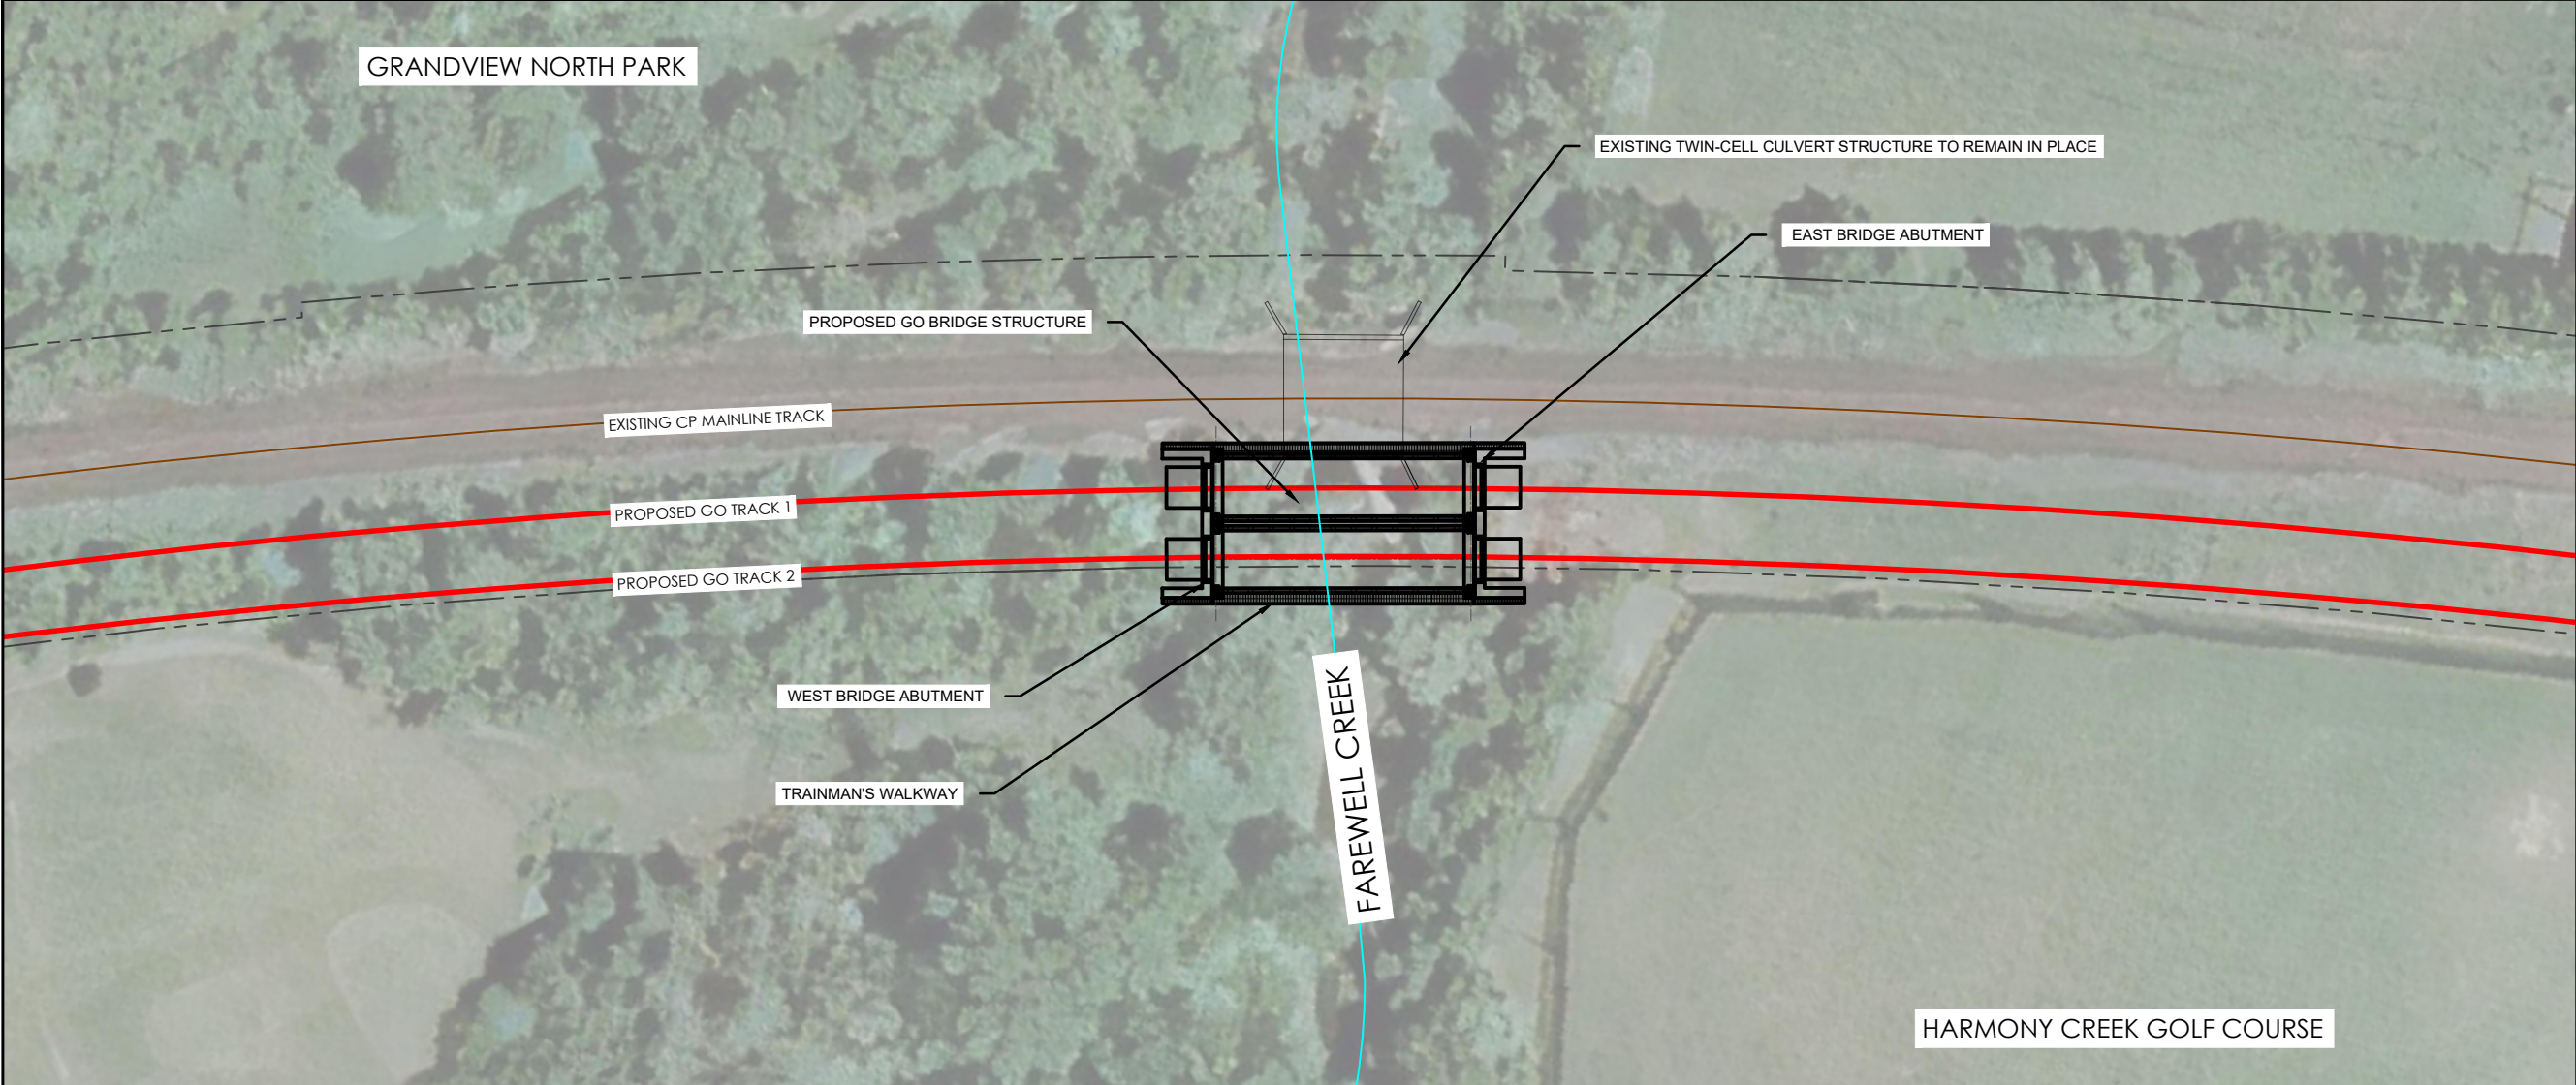 GRANDVIEW NORTH PARK
EXISTING TWIN-CELL CULVERT STRUCTURE TO REMAIN IN PLACE
EAST BRIDGE ABUTMENT
PROPOSED GO BRIDGE STRUCTURE
EXISTING CP MAINLINE TRACK
PROPOSED GO TRACK 1
PROPOSED GO TRACK 2
WEST BRIDGE ABUTMENT
TRAINMAN'S WALKWAY
FAREWELL CREEK
HARMONY CREEK GOLF COURSE